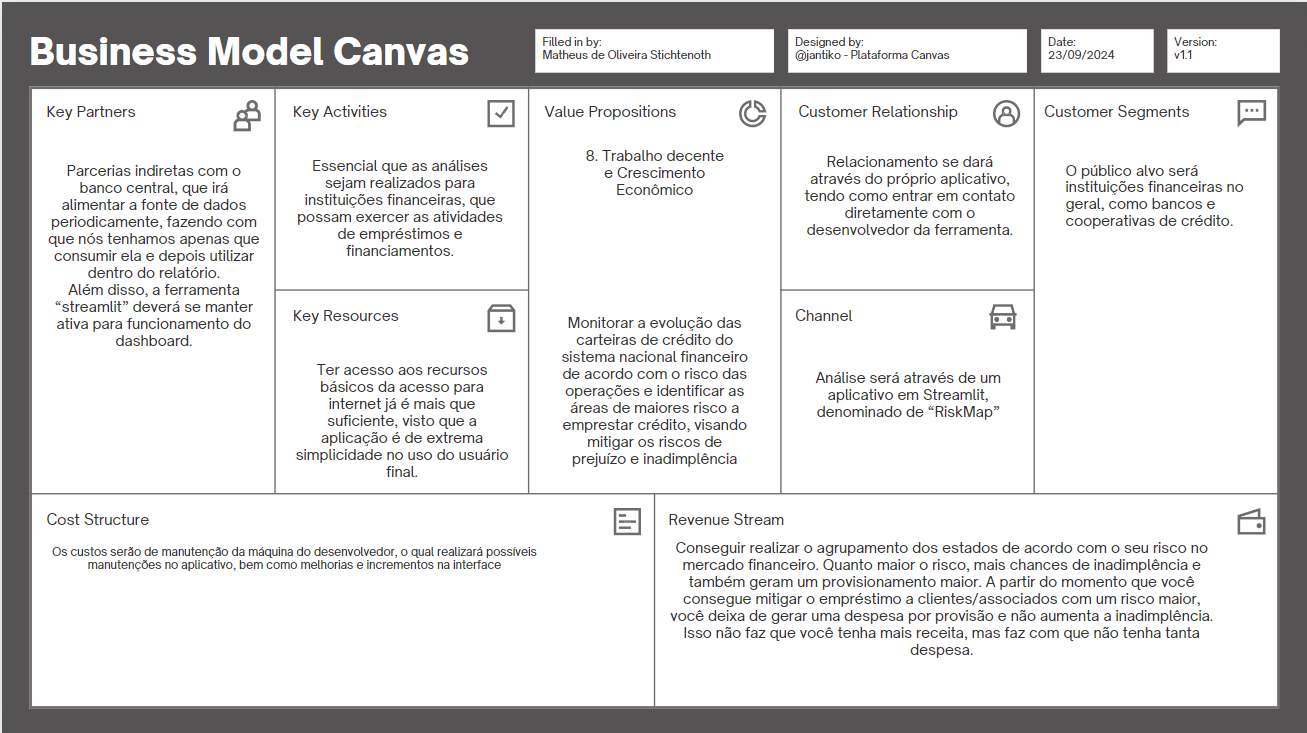 Business Model Canvas
Filled in by:
Matheus de Oliveira Stichtenoth
Designed by:
@jantiko - Plataforma Canvas
Date:
23/09/2024
Version:
v1.1
Key Partners
Parcerias indiretas com o
banco central, que irá
alimentar a fonte de dados
periodicamente, fazendo com
que nós tenhamos apenas que
consumir ela e depois utilizar
dentro do relatório.
Além disso, a ferramenta
“streamlit” deverá se manter
ativa para funcionamento do
dashboard.
Key Activities
Essencial que as análises
sejam realizados para
instituições financeiras, que
possam exercer as atividades
de empréstimos e
financiamentos.
Key Resources
Ter acesso aos recursos
básicos da acesso para
internet já é mais que
suficiente, visto que a
aplicação é de extrema
simplicidade no uso do usuário
final.
Value Propositions
8. Trabalho decente
e Crescimento
Econômico
Monitorar a evolução das
carteiras de crédito do
sistema nacional financeiro
de acordo com o risco das
operações e identificar as
áreas de maiores risco a
emprestar crédito, visando
mitigar os riscos de
prejuízo e inadimplência
Customer Relationship
Relacionamento se dará
através do próprio aplicativo,
tendo como entrar em contato
diretamente com o
desenvolvedor da ferramenta.
Channel
Análise será através de um
aplicativo em Streamlit,
denominado de “RiskMap”
Customer Segments
O público alvo será
instituições financeiras no
geral, como bancos e
cooperativas de crédito.
Cost Structure
Os custos serão de manutenção da máquina do desenvolvedor, o qual realizará possíveis
manutenções no aplicativo, bem como melhorias e incrementos na interface
Revenue Stream
Conseguir realizar o agrupamento dos estados de acordo com o seu risco no
mercado financeiro. Quanto maior o risco, mais chances de inadimplência e
também geram um provisionamento maior. A partir do momento que você
consegue mitigar o empréstimo a clientes/associados com um risco maior,
você deixa de gerar uma despesa por provisão e não aumenta a inadimplência.
Isso não faz que você tenha mais receita, mas faz com que não tenha tanta
despesa.